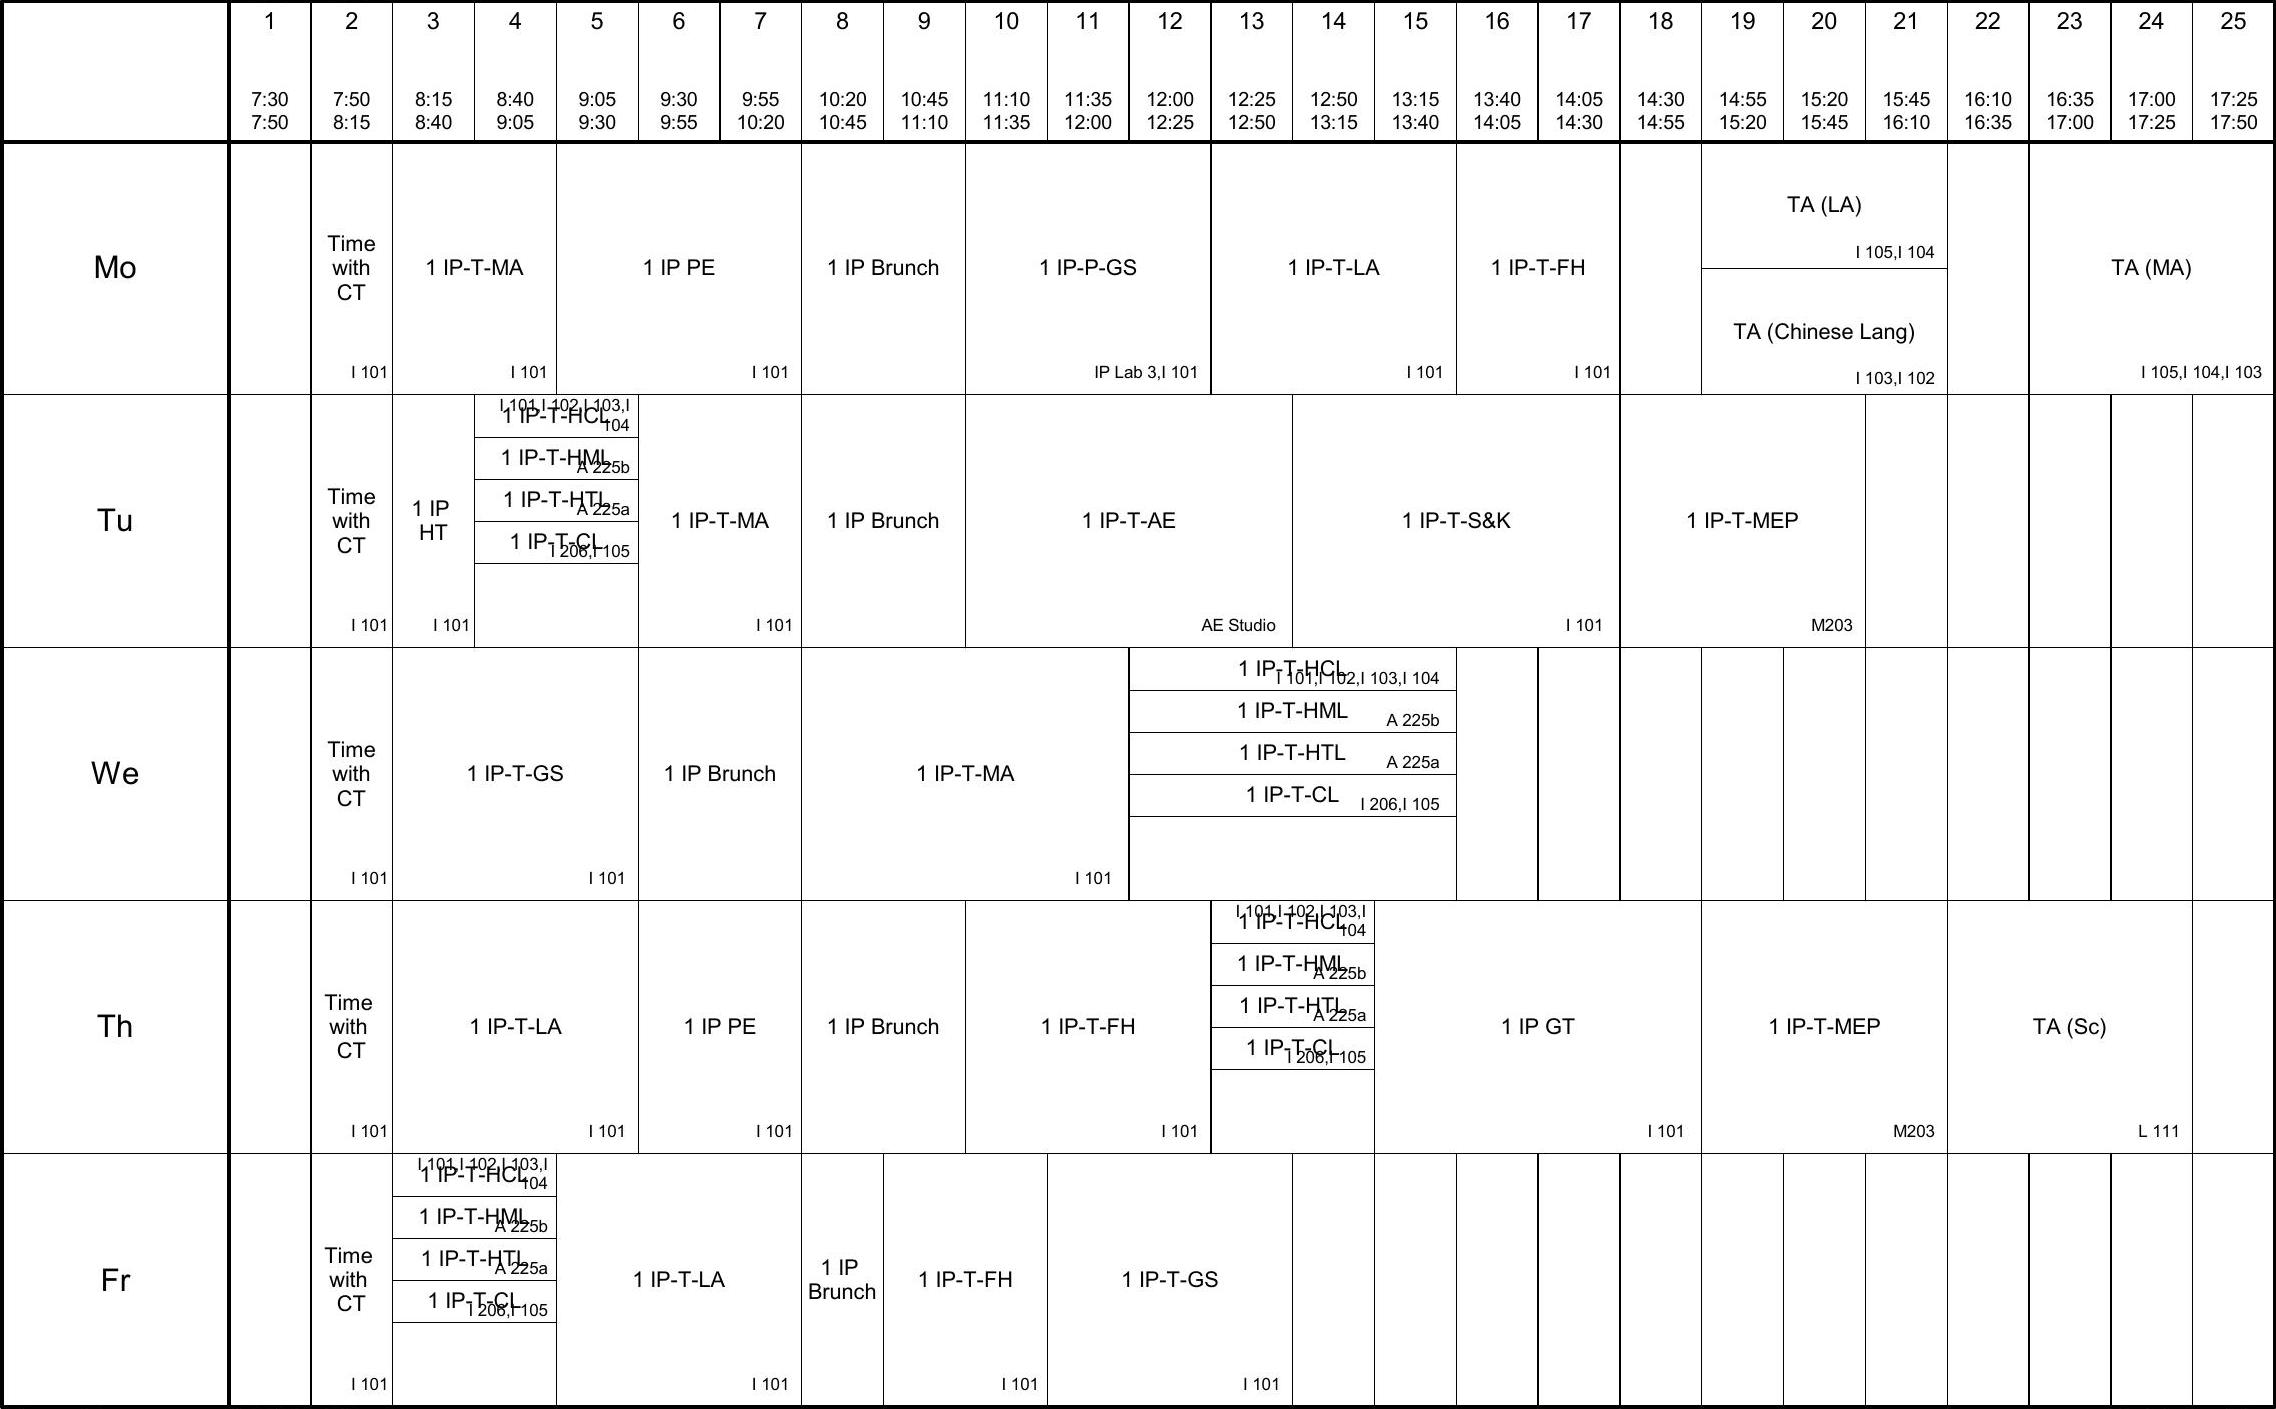 1 2 3 4 5 6 7 8 9 10 11 12 13 14 15 16 17 18 19 20 21 22 23 24 25
7:30 7:50 8:15 8:40 9:05 9:30 9:55 10:20 10:45 11:10 11:35 12:00 12:25 12:50 13:15 13:40 14:05 14:30 14:55 15:20 15:45 16:10 16:35 17:00 17:25
7:50 8:15 8:40 9:05 9:30 9:55 10:20 10:45 11:10 11:35 12:00 12:25 12:50 13:15 13:40 14:05 14:30 14:55 15:20 15:45 16:10 16:35 17:00 17:25 17:50
Mo
Time
with
CT
I 101
1 IP-T-MA
I 101
1 IP PE
I 101
1 IP Brunch
1 IP-P-GS
IP Lab 3,I 101
1 IP-T-LA
I 101
1 IP-T-FH
I 101
TA (LA)
I 105,I 104
TA (Chinese Lang)
I 103,I 102
TA (MA)
I 105,I 104,I 103
Tu
Time
with
CT
I 101
1 IP
HT
I 101
1 IP-T-HCL
I 101,I 102,I 103,I
104
1 IP-T-HML
A 225b
1 IP-T-HTL
A 225a
1 IP-T-CL
I 206,I 105
1 IP-T-MA
I 101
1 IP Brunch
1 IP-T-AE
AE Studio
1 IP-T-S&K
I 101
1 IP-T-MEP
M203
We
Time
with
CT
I 101
1 IP-T-GS
I 101
1 IP Brunch
1 IP-T-MA
I 101
1 IP-T-HCL
I 101,I 102,I 103,I 104
1 IP-T-HML
A 225b
1 IP-T-HTL
A 225a
1 IP-T-CL
I 206,I 105
Th
Time
with
CT
I 101
1 IP-T-LA
I 101
1 IP PE
I 101
1 IP Brunch
1 IP-T-FH
I 101
1 IP-T-HCL
I 101,I 102,I 103,I
104
1 IP-T-HML
A 225b
1 IP-T-HTL
A 225a
1 IP-T-CL
I 206,I 105
1 IP GT
I 101
1 IP-T-MEP
M203
TA (Sc)
L 111
Fr
Time
with
CT
I 101
1 IP-T-HCL
I 101,I 102,I 103,I
104
1 IP-T-HML
A 225b
1 IP-T-HTL
A 225a
1 IP-T-CL
I 206,I 105
1 IP-T-LA
I 101
1 IP
Brunch
1 IP-T-FH
I 101
1 IP-T-GS
I 101